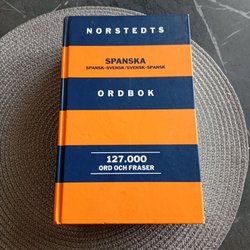 NORSTEDTS
SPANSKA
SPANSK-SVENSK/SVENSK-SPANSK
ORDBOK
127.000
ORD OCH FRASER